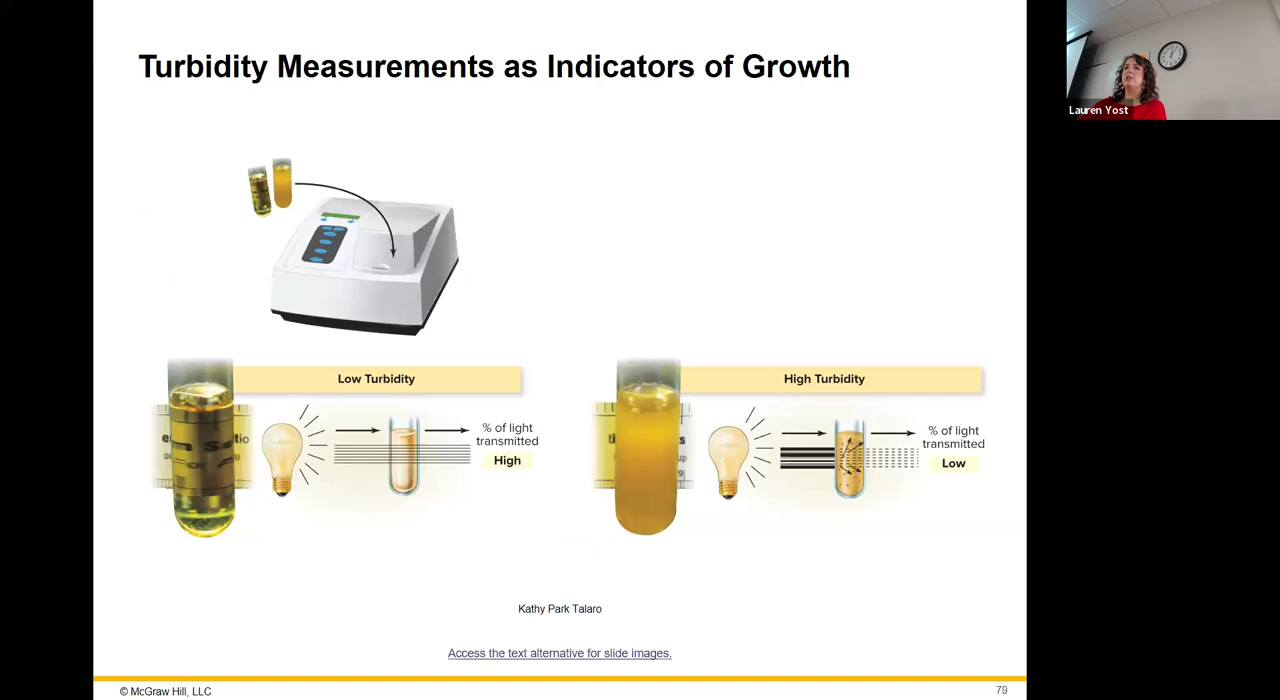 Turbidity Measurements as Indicators of Growth
Lauren Yost
Low Turbidity
% of light
transmitted
High
High Turbidity
% of light
transmitted
Low
Kathy Park Talaro
Access the text alternative for slide images.
© McGraw Hill, LLC
79